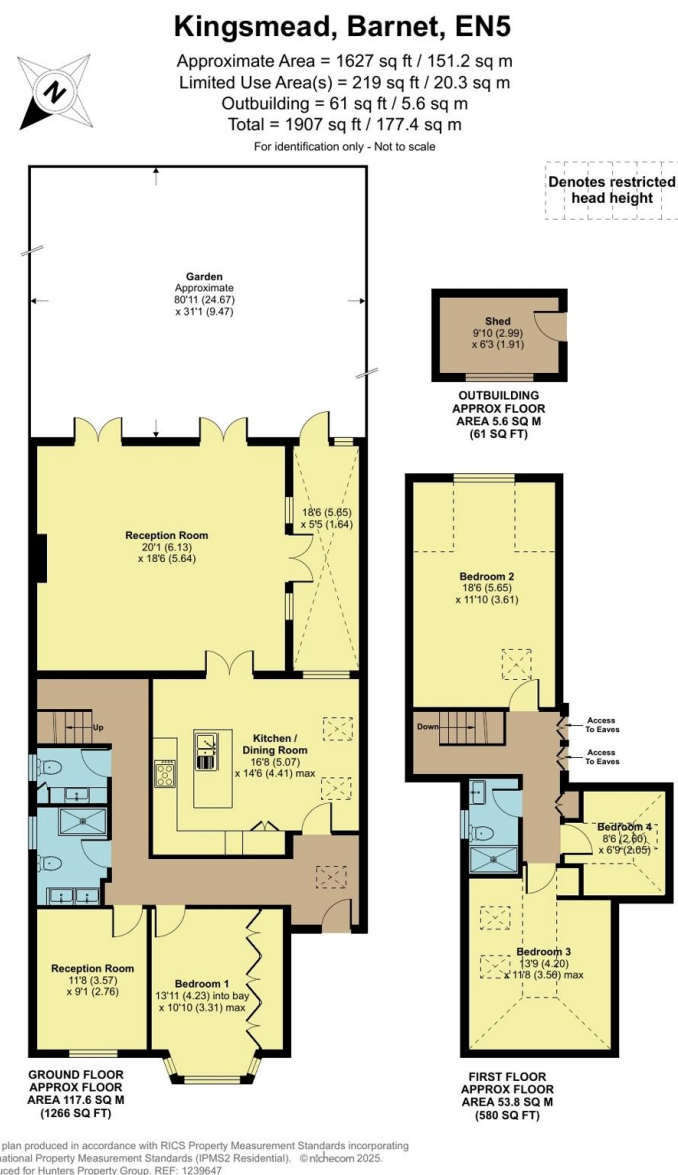 Kingsmead, Barnet, EN5
Approximate Area = 1627 sq ft / 151.2 sq m
Limited Use Area(s) = 219 sq ft / 20.3 sq m
Outbuilding = 61 sq ft / 5.6 sq m
Total = 1907 sq ft / 177.4 sq m
For identification only - Not to scale
N
Denotes restricted
head height
Garden
Approximate
80'11 (24.67)
x 31'1 (9.47)
Shed
9'10 (2.99)
x 6'3 (1.91)
OUTBUILDING
APPROX FLOOR
AREA 5.6 SQ M
(61 SQ FT)
Reception Room
20'1 (6.13)
x 18'6 (5.64)
18'6 (5.65)
x 5'5 (1.64)
Bedroom 2
18'6 (5.65)
x 11'10 (3.61)
Up
Kitchen /
Dining Room
16'8 (5.07)
x 14'6 (4.41) max
Down
Access
To Eaves
Access
To Eaves
Bedroom 4
8'6 (2.60)
x 6'9 (2.05)
Reception Room
11'8 (3.57)
x 9'1 (2.76)
Bedroom 1
13'11 (4.23) into bay
x 10'10 (3.31) max
Bedroom 3
13'9 (4.20)
x 11'8 (3.56) max
GROUND FLOOR
APPROX FLOOR
AREA 117.6 SQ M
(1266 SQ FT)
FIRST FLOOR
APPROX FLOOR
AREA 53.8 SQ M
(580 SQ FT)
plan produced in accordance with RICS Property Measurement Standards incorporating
national Property Measurement Standards (IPMS2 Residential). © nichecom 2025.
uced for Hunters Property Group. REF: 1239647